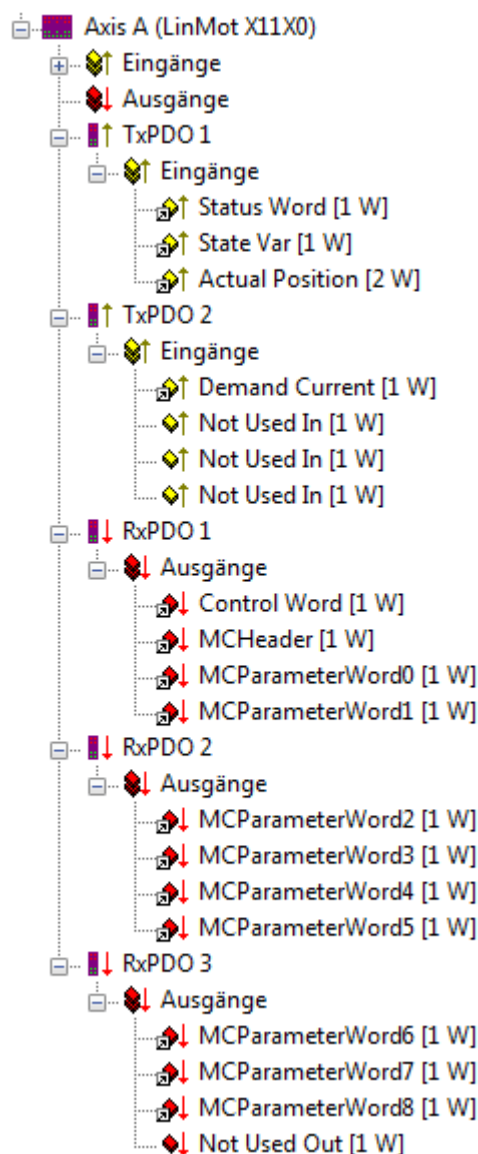 Axis A (LinMot X11X0)
Eingänge
Ausgänge
TxPDO 1
Eingänge
Status Word [1 W]
State Var [1 W]
Actual Position [2 W]
TxPDO 2
Eingänge
Demand Current [1 W]
Not Used In [1 W]
Not Used In [1 W]
Not Used In [1 W]
RxPDO 1
Ausgänge
Control Word [1 W]
MCHeader [1 W]
MCParameterWord0 [1 W]
MCParameterWord1 [1 W]
RxPDO 2
Ausgänge
MCParameterWord2 [1 W]
MCParameterWord3 [1 W]
MCParameterWord4 [1 W]
MCParameterWord5 [1 W]
RxPDO 3
Ausgänge
MCParameterWord6 [1 W]
MCParameterWord7 [1 W]
MCParameterWord8 [1 W]
Not Used Out [1 W]